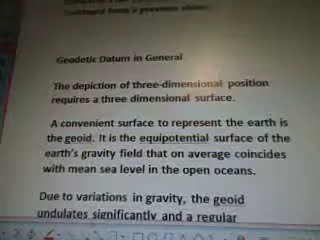 Geodetic Datum in General
The depiction of three-dimensional position
requires a three dimensional surface.
A convenient surface to represent the earth is
the geoid. It is the equipotential surface of the
earth's gravity field that on average coincides
with mean sea level in the open oceans.
Due to variations in gravity, the geoid
undulates significantly and a regular